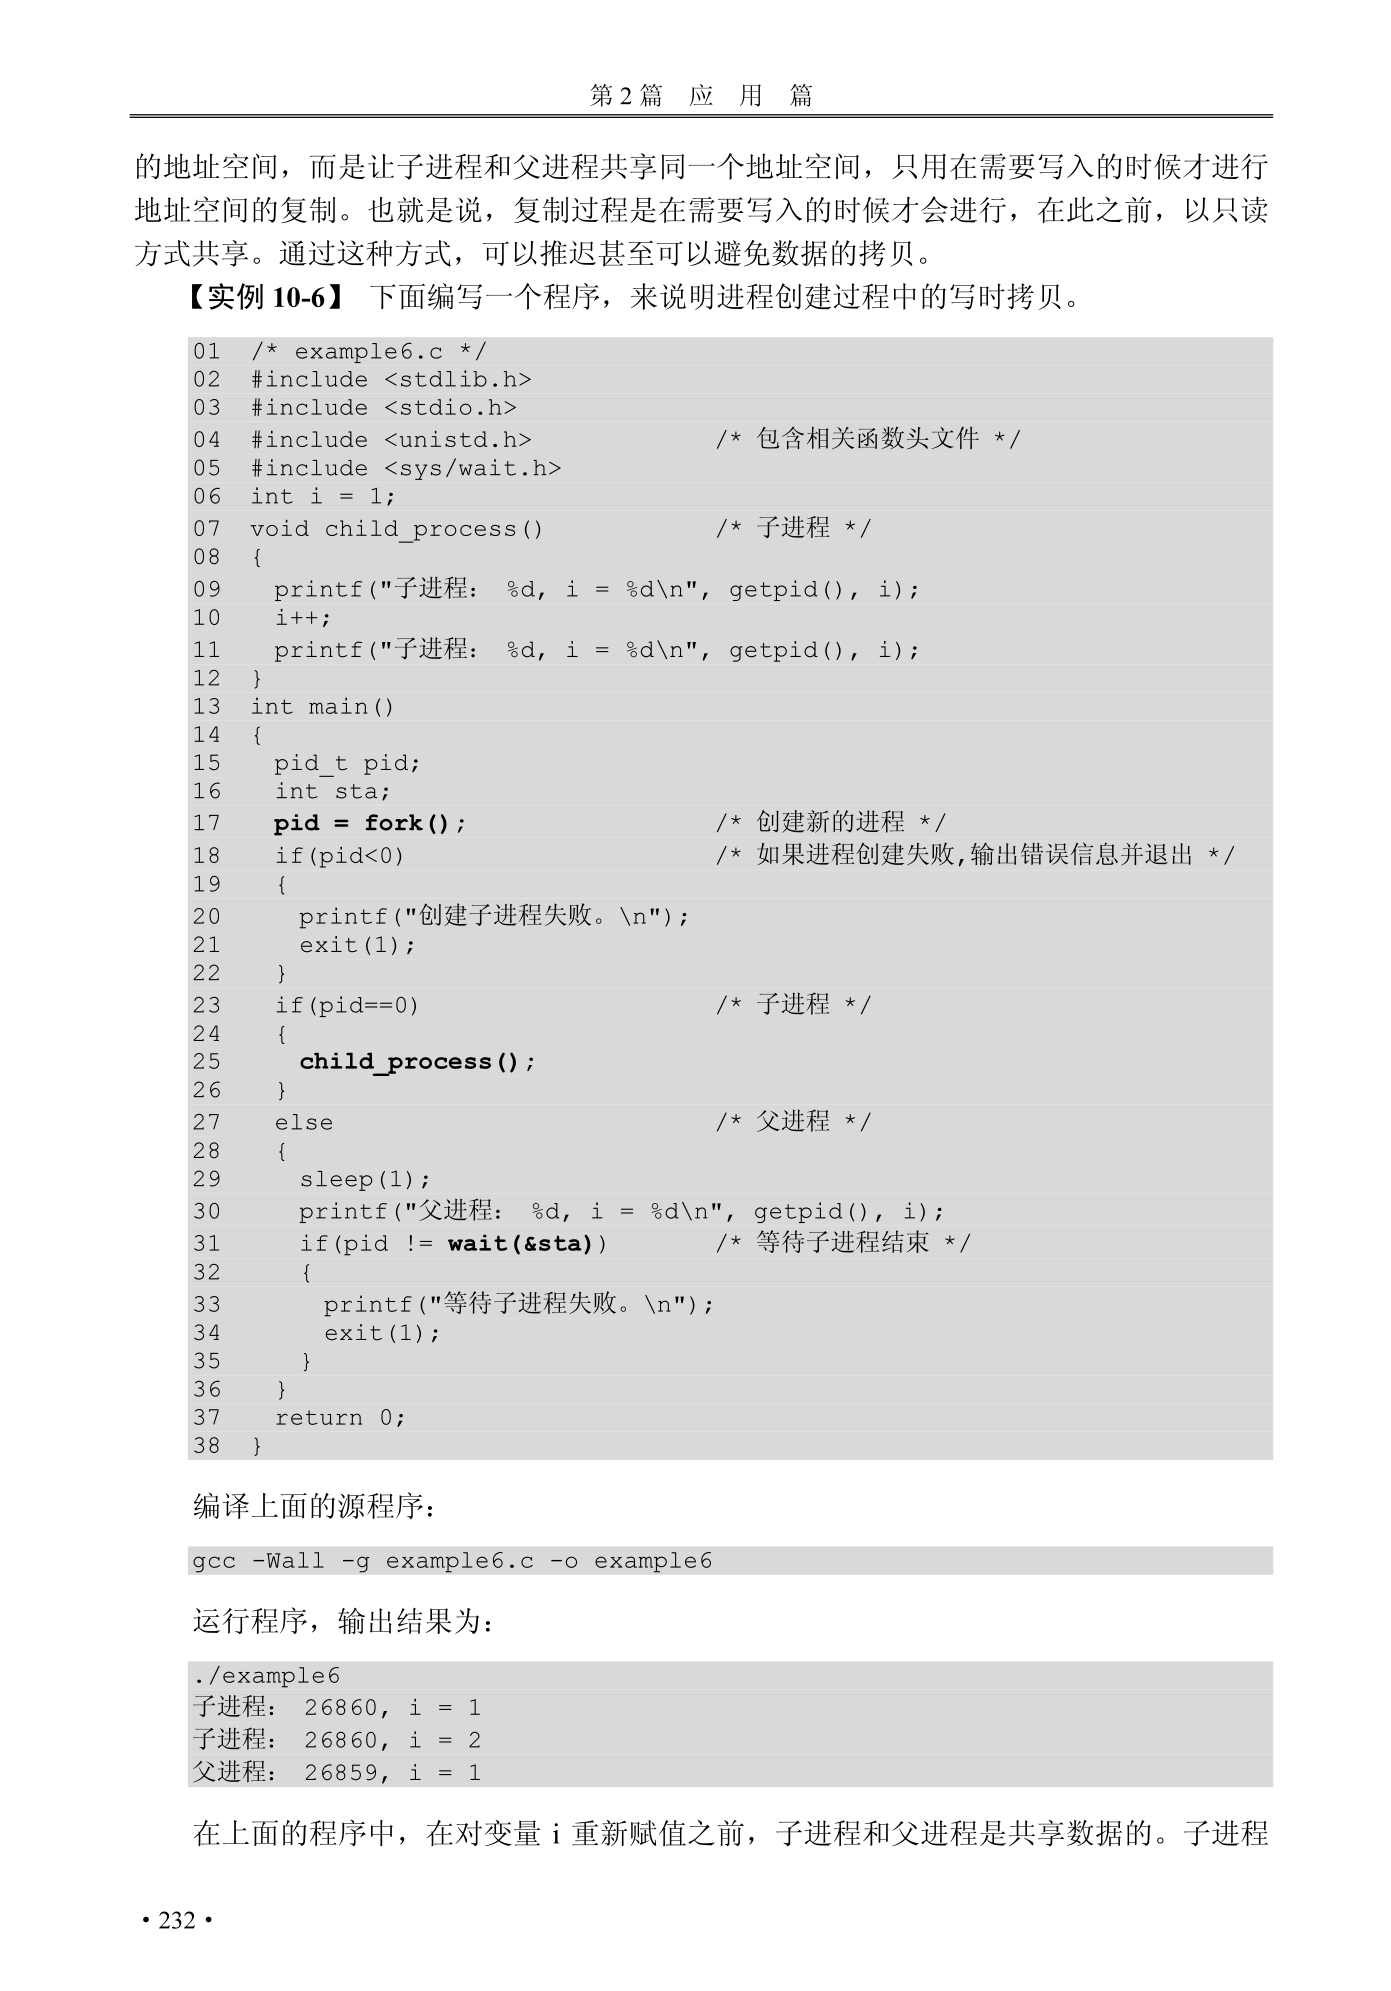 第 2 篇 应 用 篇
的地址空间，而是让子进程和父进程共享同一个地址空间，只用在需要写入的时候才进行
地址空间的复制。也就是说，复制过程是在需要写入的时候才会进行，在此之前，以只读
方式共享。通过这种方式，可以推迟甚至可以避免数据的拷贝。
【实例 10-6】 下面编写一个程序，来说明进程创建过程中的写时拷贝。
01 /* example6.c */
02 #include <stdlib.h>
03 #include <stdio.h>
04 #include <unistd.h> /* 包含相关函数头文件 */
05 #include <sys/wait.h>
06 int i = 1;
07 void child_process() /* 子进程 */
08 {
09 printf("子进程： %d, i = %d\n", getpid(), i);
10 i++;
11 printf("子进程： %d, i = %d\n", getpid(), i);
12 }
13 int main()
14 {
15 pid_t pid;
16 int sta;
17 pid = fork(); /* 创建新的进程 */
18 if(pid<0) /* 如果进程创建失败,输出错误信息并退出 */
19 {
20 printf("创建子进程失败。\n");
21 exit(1);
22 }
23 if(pid==0) /* 子进程 */
24 {
25 child_process();
26 }
27 else /* 父进程 */
28 {
29 sleep(1);
30 printf("父进程： %d, i = %d\n", getpid(), i);
31 if(pid != wait(&sta)) /* 等待子进程结束 */
32 {
33 printf("等待子进程失败。\n");
34 exit(1);
35 }
36 }
37 return 0;
38 }
编译上面的源程序：
gcc -Wall -g example6.c -o example6
运行程序，输出结果为：
./example6
子进程： 26860, i = 1
子进程： 26860, i = 2
父进程： 26859, i = 1
在上面的程序中，在对变量 i 重新赋值之前，子进程和父进程是共享数据的。子进程
• 232 •